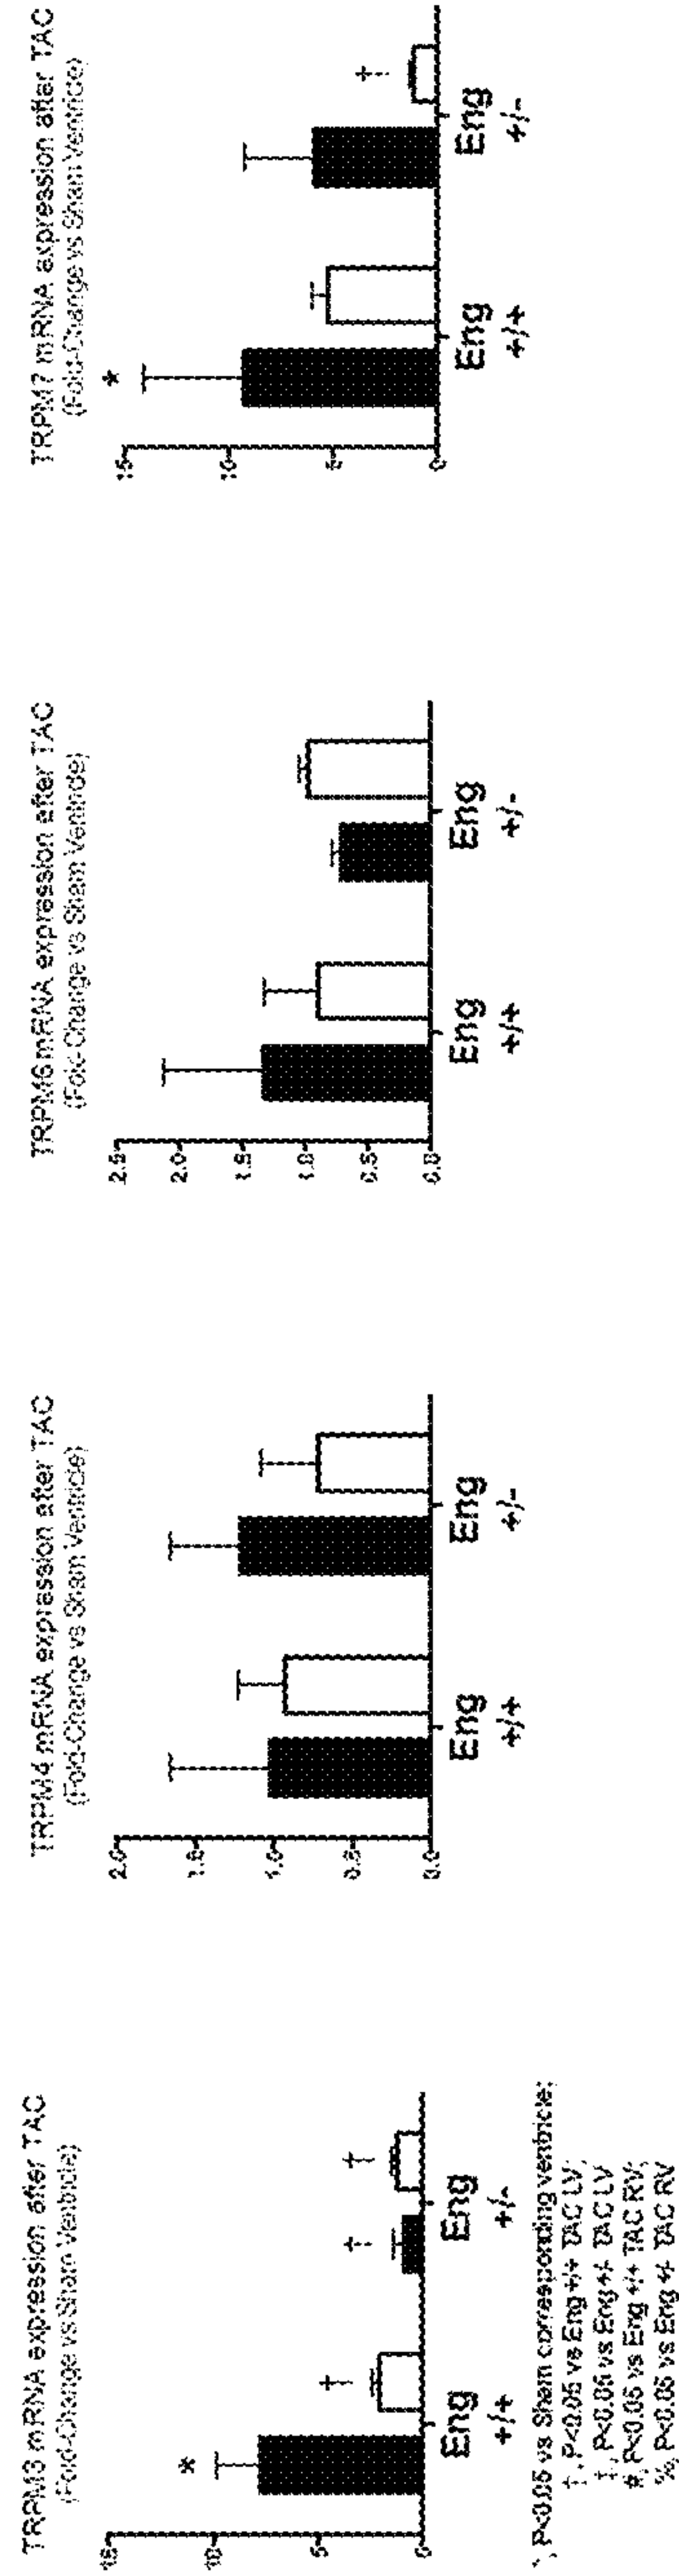 TRPM3 mRNA expression after TAC
(Fold-Change vs Sham Ventricle)
15
10
5
0
*
†
†
†
Eng
+/+
Eng
+/-
*, P<0.05 vs Sham corresponding ventricle;
†, P<0.05 vs Eng +/+ TAC LV;
‡, P<0.05 vs Eng +/- TAC LV
#, P<0.05 vs Eng +/+ TAC RV;
%, P<0.05 vs Eng +/- TAC RV
TRPM4 mRNA expression after TAC
(Fold-Change vs Sham Ventricle)
2.0
1.5
1.0
0.5
0.0
Eng
+/+
Eng
+/-
TRPM6 mRNA expression after TAC
(Fold-Change vs Sham Ventricle)
2.5
2.0
1.5
1.0
0.5
0.0
Eng
+/+
Eng
+/-
TRPM7 mRNA expression after TAC
(Fold-Change vs Sham Ventricle)
15
10
5
0
*
†
Eng
+/+
Eng
+/-